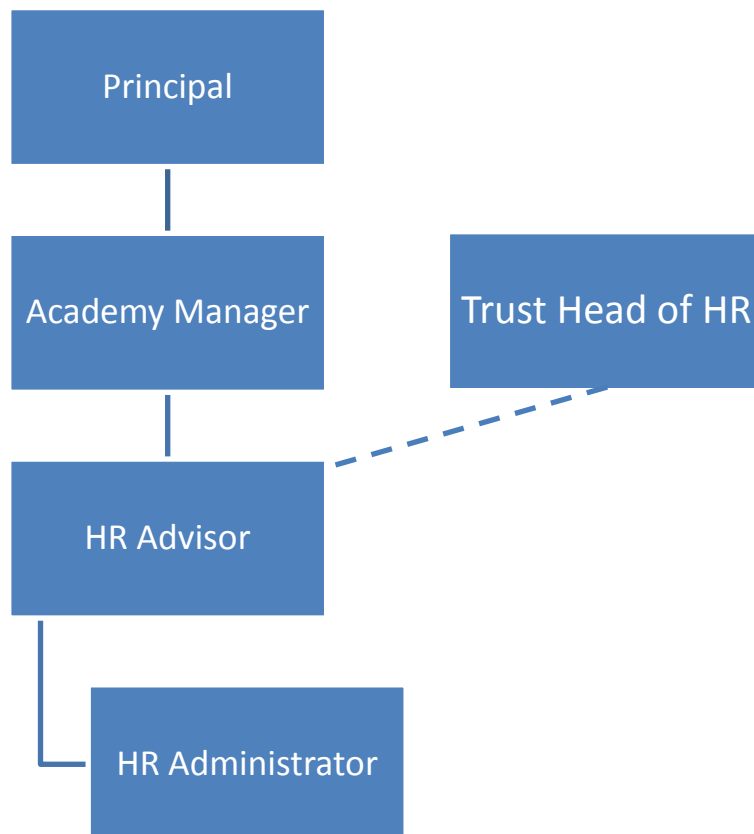 Principal
Academy Manager
Trust Head of HR
HR Advisor
HR Administrator